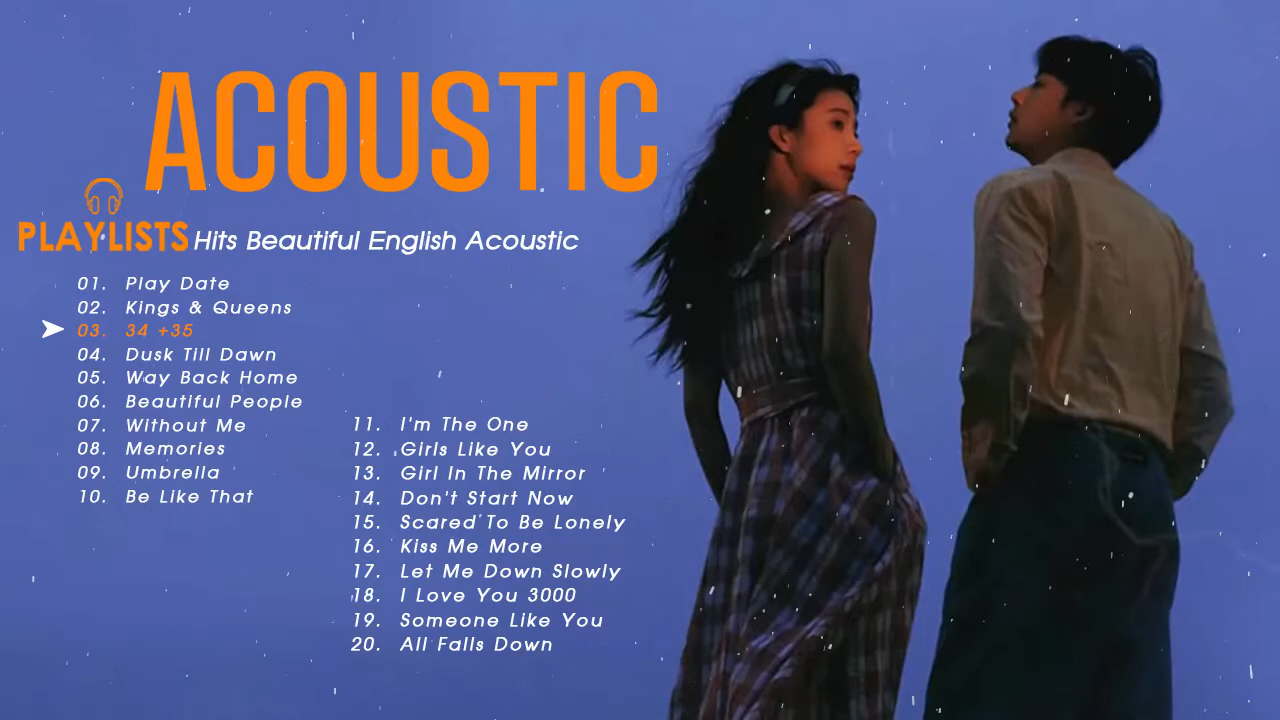 ACOUSTIC
PLAYLISTS Hits Beautiful English Acoustic
01. Play Date
02. Kings & Queens
03. 34 +35
04. Dusk Till Dawn
05. Way Back Home
06. Beautiful People
07. Without Me
08. Memories
09. Umbrella
10. Be Like That
11. I'm The One
12. Girls Like You
13. Girl In The Mirror
14. Don't Start Now
15. Scared To Be Lonely
16. Kiss Me More
17. Let Me Down Slowly
18. I Love You 3000
19. Someone Like You
20. All Falls Down